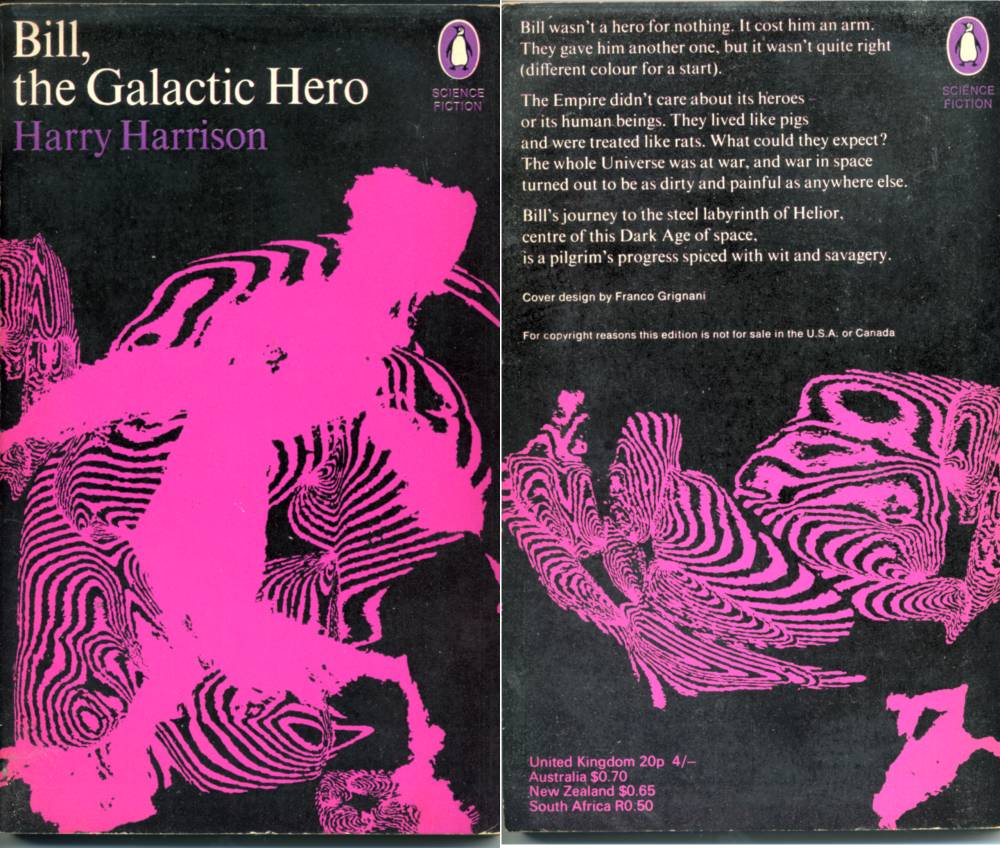 Bill,
the Galactic Hero
Harry Harrison
SCIENCE
FICTION
Bill wasn't a hero for nothing. It cost him an arm.
They gave him another one, but it wasn't quite right
(different colour for a start).
The Empire didn't care about its heroes –
or its human beings. They lived like pigs
and were treated like rats. What could they expect?
The whole Universe was at war, and war in space
turned out to be as dirty and painful as anywhere else.
Bill's journey to the steel labyrinth of Helior,
centre of this Dark Age of space,
is a pilgrim's progress spiced with wit and savagery.
Cover design by Franco Grignani
For copyright reasons this edition is not for sale in the U.S.A. or Canada
SCIENCE
FICTION
United Kingdom 20p 4/–
Australia $0.70
New Zealand $0.65
South Africa R0.50